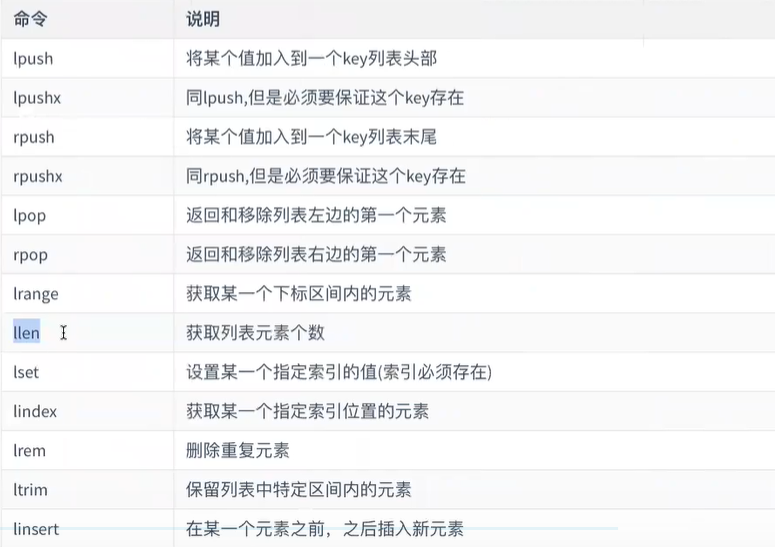 命令 说明
lpush 将某个值加入到一个key列表头部
lpushx 同lpush,但是必须要保证这个key存在
rpush 将某个值加入到一个key列表末尾
rpushx 同rpush,但是必须要保证这个key存在
lpop 返回和移除列表左边的第一个元素
rpop 返回和移除列表右边的第一个元素
lrange 获取某一个下标区间内的元素
llen 获取列表元素个数
lset 设置某一个指定索引的值(索引必须存在)
lindex 获取某一个指定索引位置的元素
lrem 删除重复元素
ltrim 保留列表中特定区间内的元素
linsert 在某一个元素之前，之后插入新元素